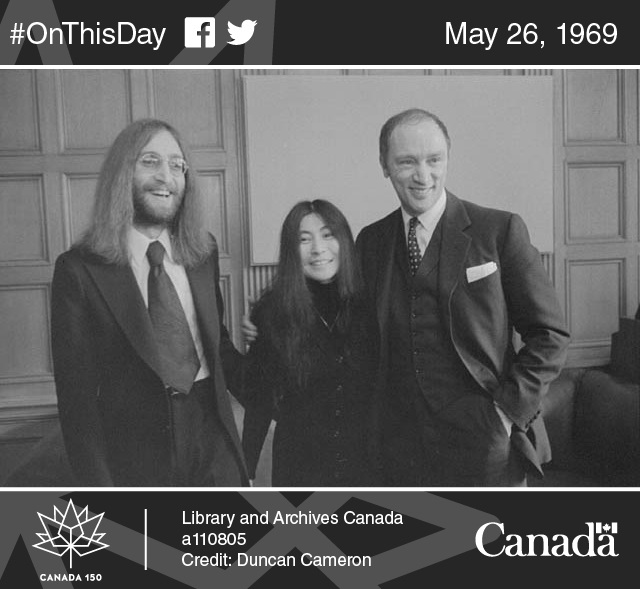 #OnThisDay
May 26, 1969
CANADA 150
Library and Archives Canada
a110805
Credit: Duncan Cameron
Canada